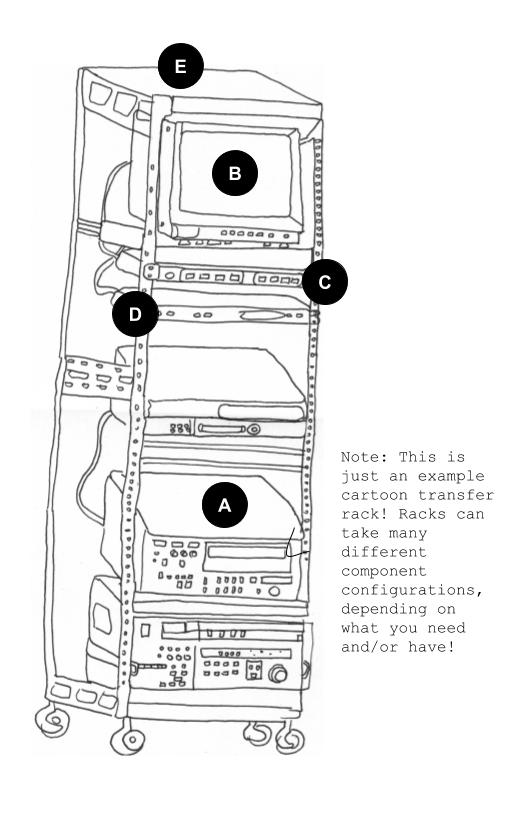 E
B
C
D
A
Note: This is
just an example
cartoon transfer
rack! Racks can
take many
different
component
configurations,
depending on
what you need
and/or have!